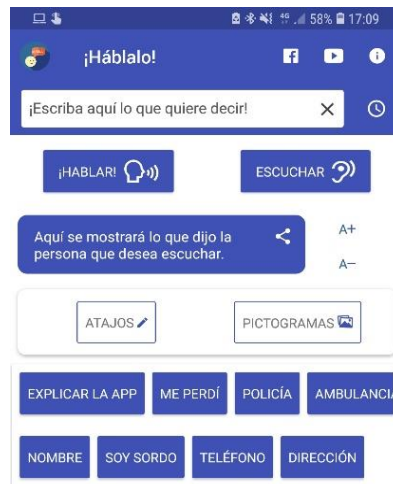 58% 17:09
¡Háblalo!
¡Escriba aquí lo que quiere decir!
¡HABLAR!
ESCUCHAR
Aquí se mostrará lo que dijo la
persona que desea escuchar.
A+
A–
ATAJOS
PICTOGRAMAS
EXPLICAR LA APP ME PERDÍ POLICÍA AMBULANCIA
NOMBRE SOY SORDO TELÉFONO DIRECCIÓN